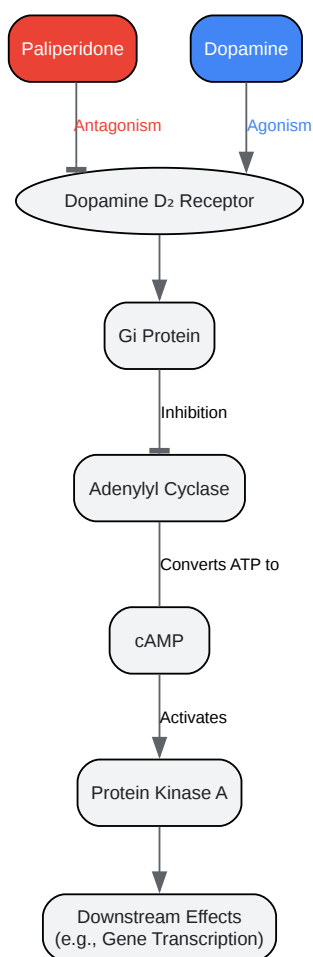 Paliperidone
Dopamine
Antagonism
Agonism
Dopamine D₂ Receptor
Gi Protein
Inhibition
Adenylyl Cyclase
Converts ATP to
cAMP
Activates
Protein Kinase A
Downstream Effects
(e.g., Gene Transcription)